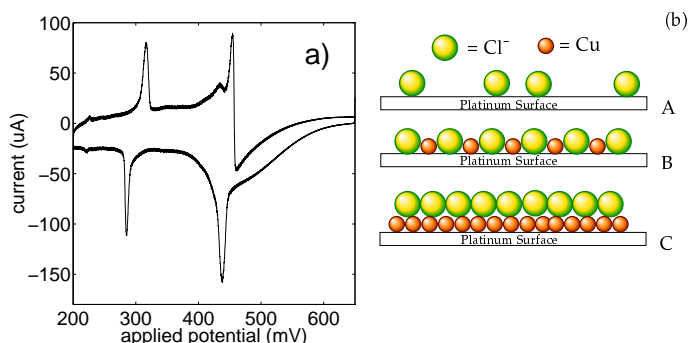 a)
100
50
0
−50
−100
−150
current (uA)
200 300 400 500 600
applied potential (mV)
(b)
= Cl⁻ = Cu
Platinum Surface A
Platinum Surface B
Platinum Surface C